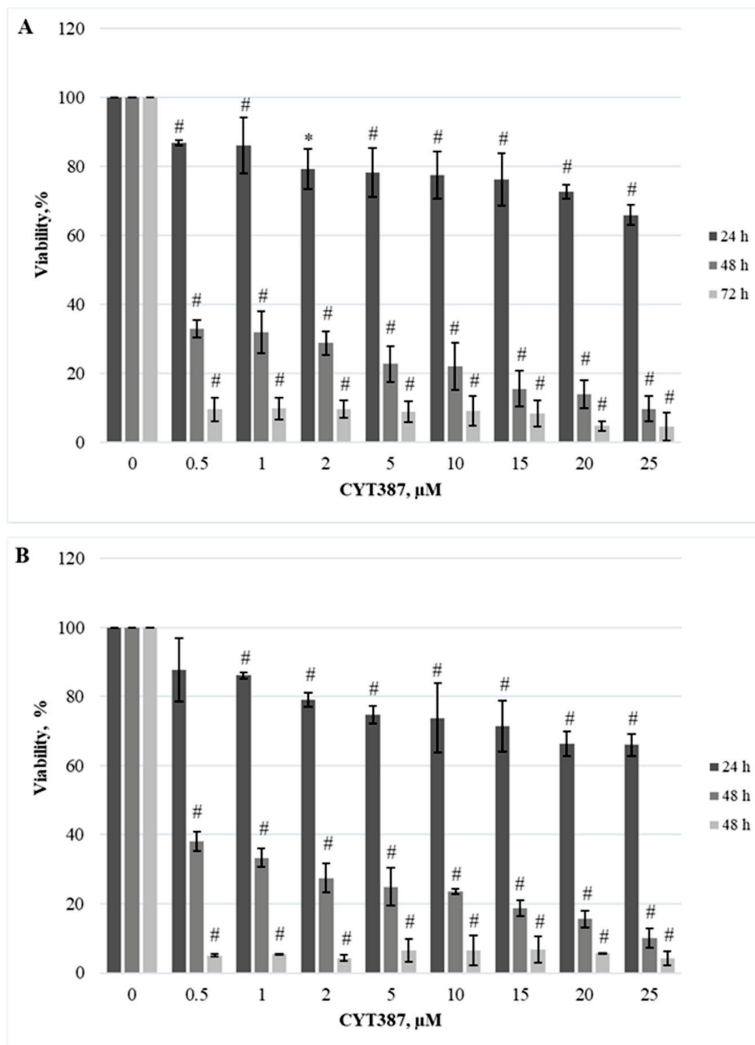 A
120
100
80
60
40
20
0
Viability,%
# # * # # # # #
# # # # # # # #
# # # # # # # #
0 0.5 1 2 5 10 15 20 25
CYT387, µM
24 h
48 h
72 h
B
120
100
80
60
40
20
0
Viability, %
# # # # # # #
# # # # # # # #
# # # # # # # #
0 0.5 1 2 5 10 15 20 25
CYT387, µM
24 h
48 h
48 h